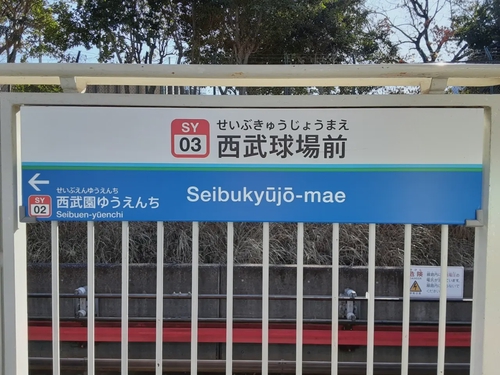 SY
03
せいぶきゅうじょうまえ
西武球場前
Seibukyūjō-mae
←
SY
02
せいぶえんゆうえんち
西武園ゆうえんち
Seibuen-yūenchi
危険